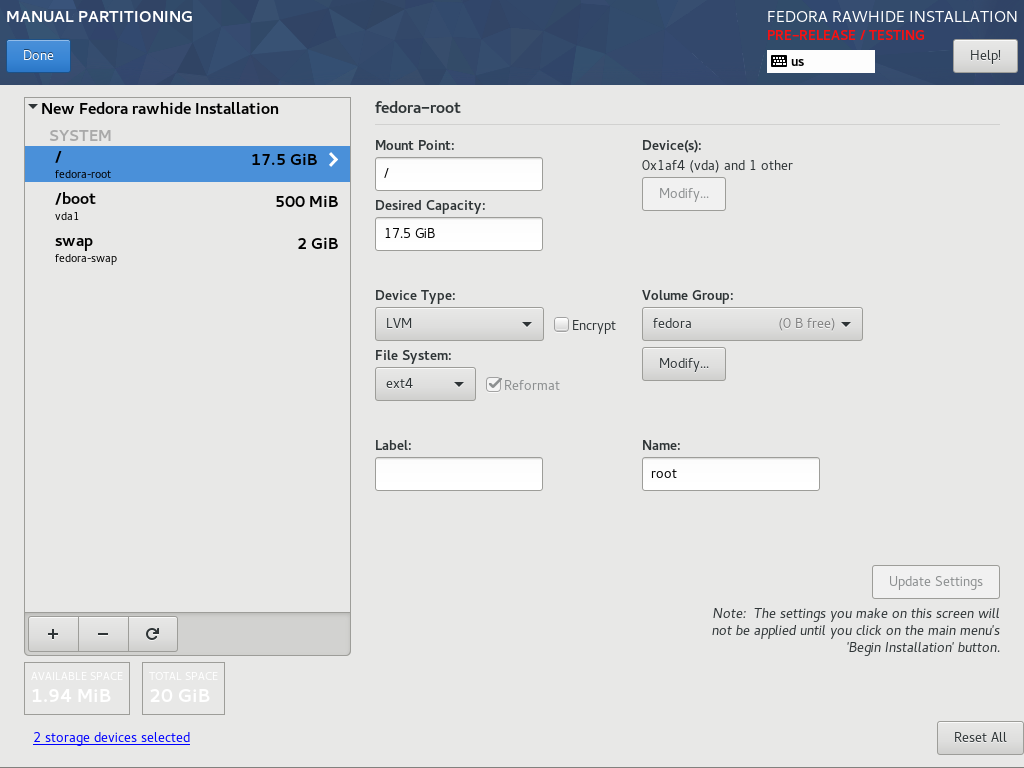 MANUAL PARTITIONING
FEDORA RAWHIDE INSTALLATION
PRE-RELEASE / TESTING
Done
us
Help!
New Fedora rawhide Installation
SYSTEM
/
17.5 GiB
fedora-root
/boot
500 MiB
vda1
swap
2 GiB
fedora-swap
+
−
AVAILABLE SPACE
1.94 MiB
TOTAL SPACE
20 GiB
2 storage devices selected
fedora-root
Mount Point:
/
Device(s):
0x1af4 (vda) and 1 other
Modify...
Desired Capacity:
17.5 GiB
Device Type:
LVM
Encrypt
Volume Group:
fedora (0 B free)
Modify...
File System:
ext4
Reformat
Label:
Name:
root
Update Settings
Note: The settings you make on this screen will
not be applied until you click on the main menu's
'Begin Installation' button.
Reset All